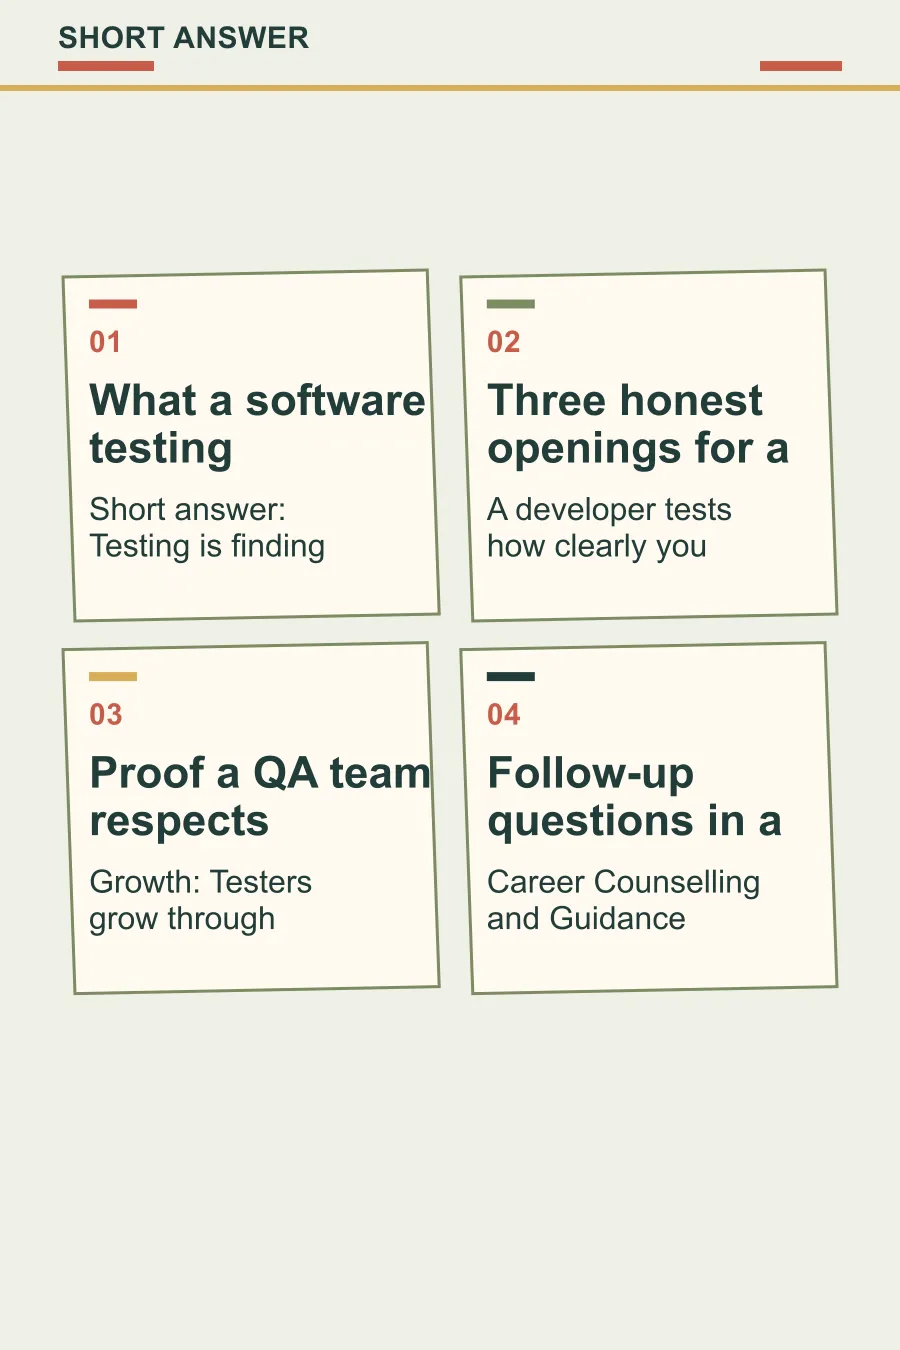 SHORT ANSWER
01
What a software
testing
Short answer:
Testing is finding
02
Three honest
openings for a
A developer tests
how clearly you
03
Proof a QA team
respects
Growth: Testers
grow through
04
Follow-up
questions in a
Career Counselling
and Guidance